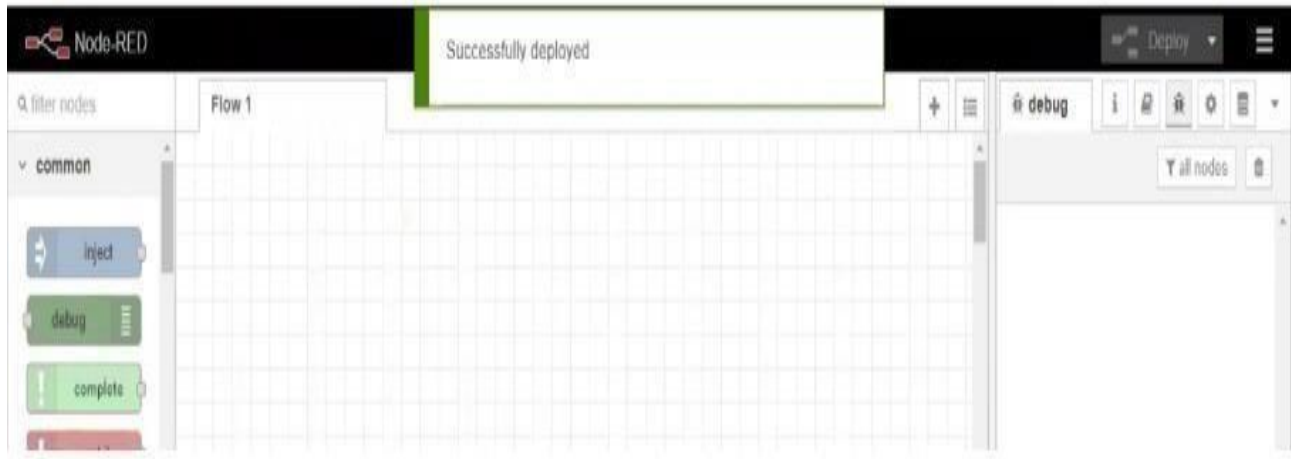 Node-RED
Successfully deployed
Deploy
filter nodes
Flow 1
debug
i
common
all nodes
inject
debug
complete